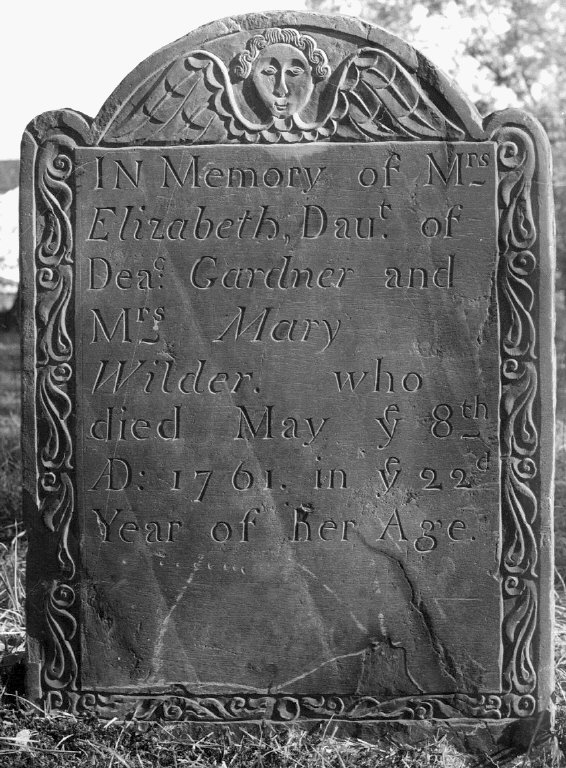 IN Memory of Mrs
Elizabeth, Daut. of
Deac. Gardner and
Mrs Mary
Wilder. who
died May ye 8th
AD: 1761. in ye 22d
Year of her Age.